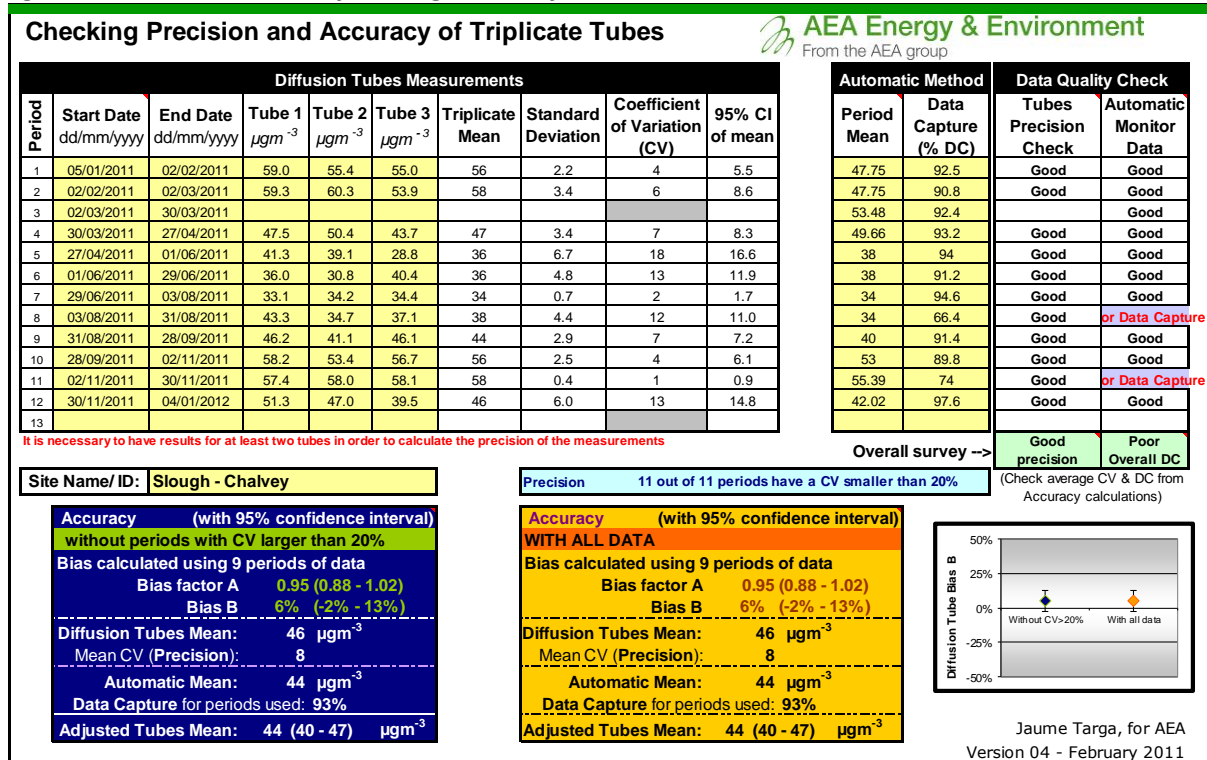 Checking Precision and Accuracy of Triplicate Tubes
AEA Energy & Environment
From the AEA group
Diffusion Tubes Measurements
Automatic Method
Data Quality Check
Period Start Date dd/mm/yyyy End Date dd/mm/yyyy Tube 1 µgm-3 Tube 2 µgm-3 Tube 3 µgm-3 Triplicate Mean Standard Deviation Coefficient of Variation (CV) 95% CI of mean Period Mean Data Capture (% DC) Tubes Precision Check Automatic Monitor Data
1 05/01/2011 02/02/2011 59.0 55.4 55.0 56 2.2 4 5.5 47.75 92.5 Good Good
2 02/02/2011 02/03/2011 59.3 60.3 53.9 58 3.4 6 8.6 47.75 90.8 Good Good
3 02/03/2011 30/03/2011 53.48 92.4 Good
4 30/03/2011 27/04/2011 47.5 50.4 43.7 47 3.4 7 8.3 49.66 93.2 Good Good
5 27/04/2011 01/06/2011 41.3 39.1 28.8 36 6.7 18 16.6 38 94 Good Good
6 01/06/2011 29/06/2011 36.0 30.8 40.4 36 4.8 13 11.9 38 91.2 Good Good
7 29/06/2011 03/08/2011 33.1 34.2 34.4 34 0.7 2 1.7 34 94.6 Good Good
8 03/08/2011 31/08/2011 43.3 34.7 37.1 38 4.4 12 11.0 34 66.4 Good or Data Capture
9 31/08/2011 28/09/2011 46.2 41.1 46.1 44 2.9 7 7.2 40 91.4 Good Good
10 28/09/2011 02/11/2011 58.2 53.4 56.7 56 2.5 4 6.1 53 89.8 Good Good
11 02/11/2011 30/11/2011 57.4 58.0 58.1 58 0.4 1 0.9 55.39 74 Good or Data Capture
12 30/11/2011 04/01/2012 51.3 47.0 39.5 46 6.0 13 14.8 42.02 97.6 Good Good
13
It is necessary to have results for at least two tubes in order to calculate the precision of the measurements
Overall survey --> Good precision Poor Overall DC
(Check average CV & DC from Accuracy calculations)
Site Name/ ID: Slough - Chalvey
Precision 11 out of 11 periods have a CV smaller than 20%
Accuracy (with 95% confidence interval)
without periods with CV larger than 20%
Bias calculated using 9 periods of data
Bias factor A 0.95 (0.88 - 1.02)
Bias B 6% (-2% - 13%)
Diffusion Tubes Mean: 46 µgm-3
Mean CV (Precision): 8
Automatic Mean: 44 µgm-3
Data Capture for periods used: 93%
Adjusted Tubes Mean: 44 (40 - 47) µgm-3
Accuracy (with 95% confidence interval)
WITH ALL DATA
Bias calculated using 9 periods of data
Bias factor A 0.95 (0.88 - 1.02)
Bias B 6% (-2% - 13%)
Diffusion Tubes Mean: 46 µgm-3
Mean CV (Precision): 8
Automatic Mean: 44 µgm-3
Data Capture for periods used: 93%
Adjusted Tubes Mean: 44 (40 - 47) µgm-3
Diffusion Tube Bias B
50%
25%
0%
-25%
-50%
Without CV>20% With all data
Jaume Targa, for AEA
Version 04 - February 2011